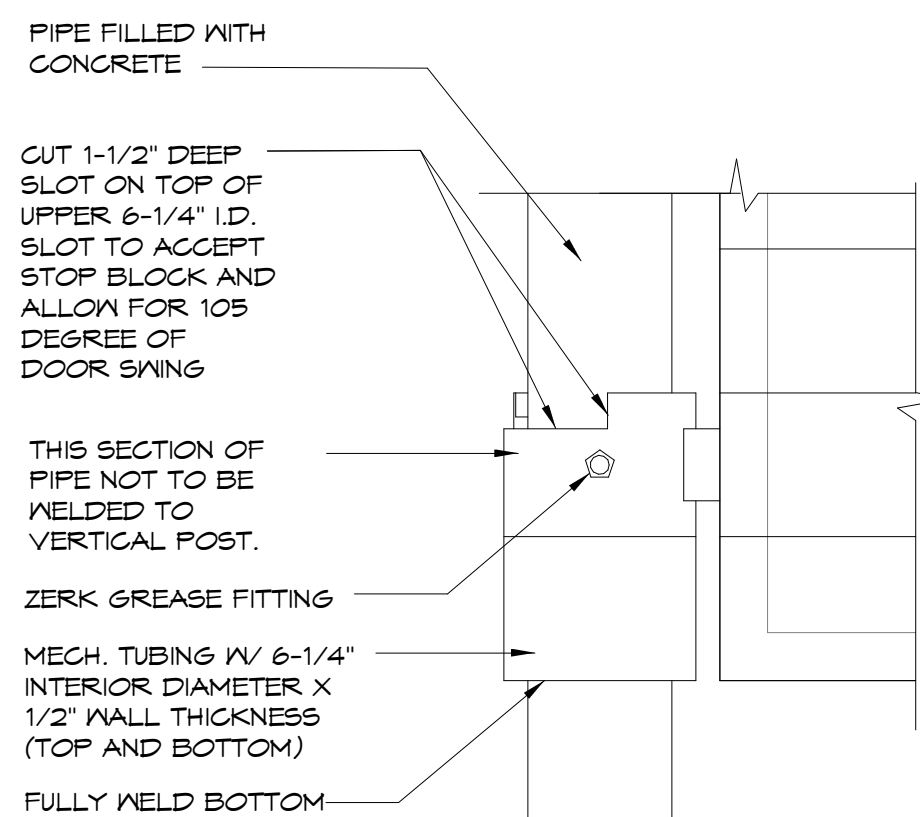 PIPE FILLED WITH
CONCRETE
CUT 1-1/2" DEEP
SLOT ON TOP OF
UPPER 6-1/4" I.D.
SLOT TO ACCEPT
STOP BLOCK AND
ALLOW FOR 105
DEGREE OF
DOOR SWING
THIS SECTION OF
PIPE NOT TO BE
WELDED TO
VERTICAL POST.
ZERK GREASE FITTING
MECH. TUBING W/ 6-1/4"
INTERIOR DIAMETER X
1/2" WALL THICKNESS
(TOP AND BOTTOM)
FULLY WELD BOTTOM